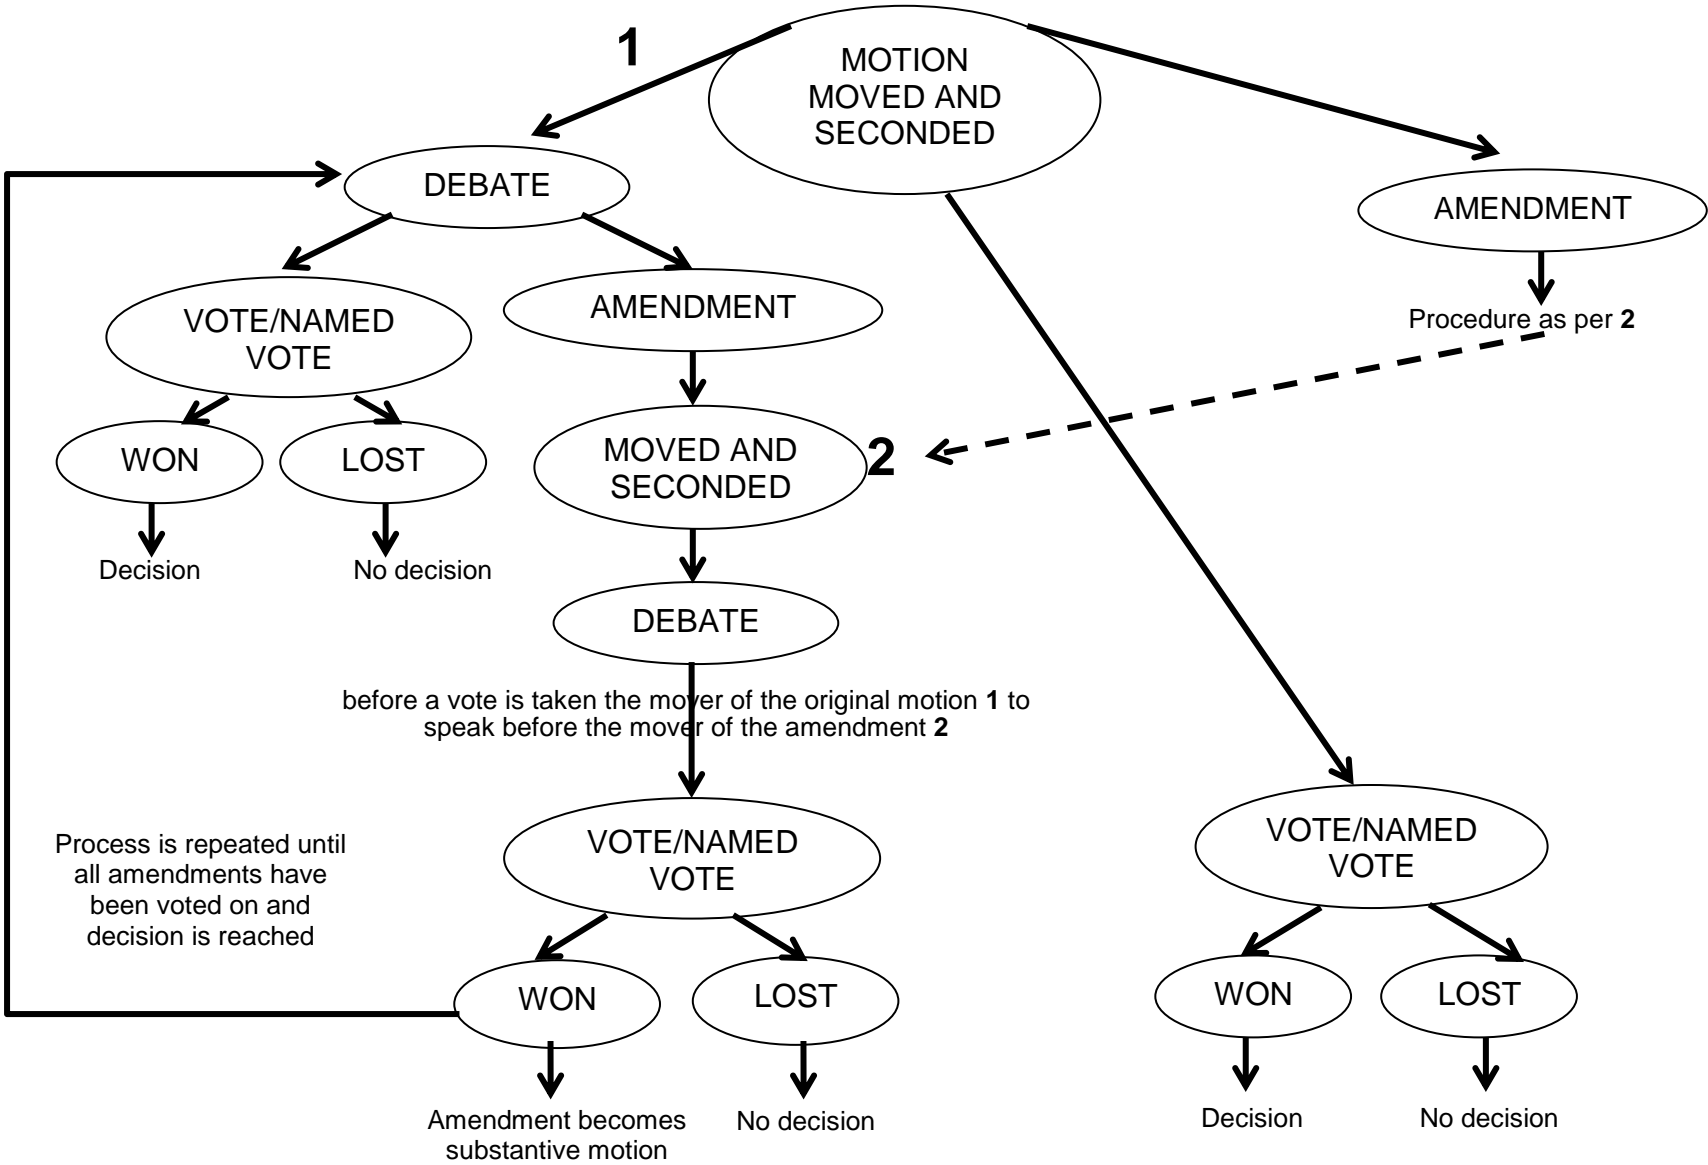 1
MOTION
MOVED AND
SECONDED
DEBATE
AMENDMENT
VOTE/NAMED
VOTE
AMENDMENT
Procedure as per 2
WON
LOST
MOVED AND
SECONDED
2
Decision
No decision
DEBATE
before a vote is taken the mover of the original motion 1 to
speak before the mover of the amendment 2
Process is repeated until
all amendments have
been voted on and
decision is reached
VOTE/NAMED
VOTE
VOTE/NAMED
VOTE
WON
LOST
WON
LOST
Amendment becomes
substantive motion
No decision
Decision
No decision